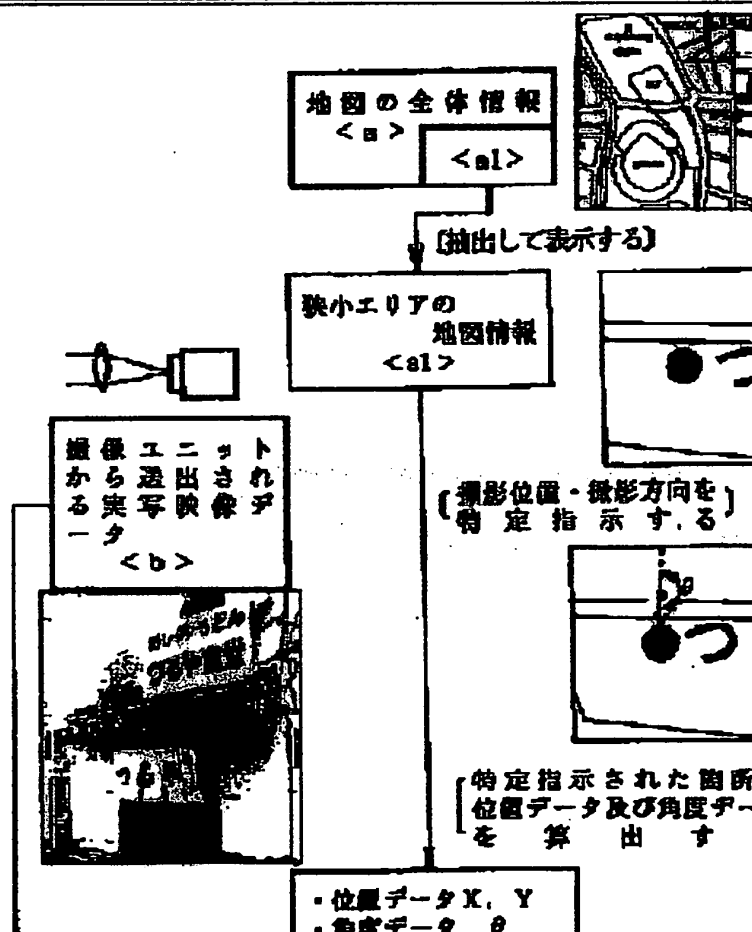 地図の全体情報
<a>
<a1>
〔抽出して表示する〕
狭小エリアの
地図情報
<a1>
撮像ユニット
から送出され
る実写映像デ
ータ
<b>
〔撮影位置・撮影方向を〕
特定指示する
θ
特定指示された箇所
位置データ及び角度デー
を算出す
・位置データX, Y
・角度データ θ